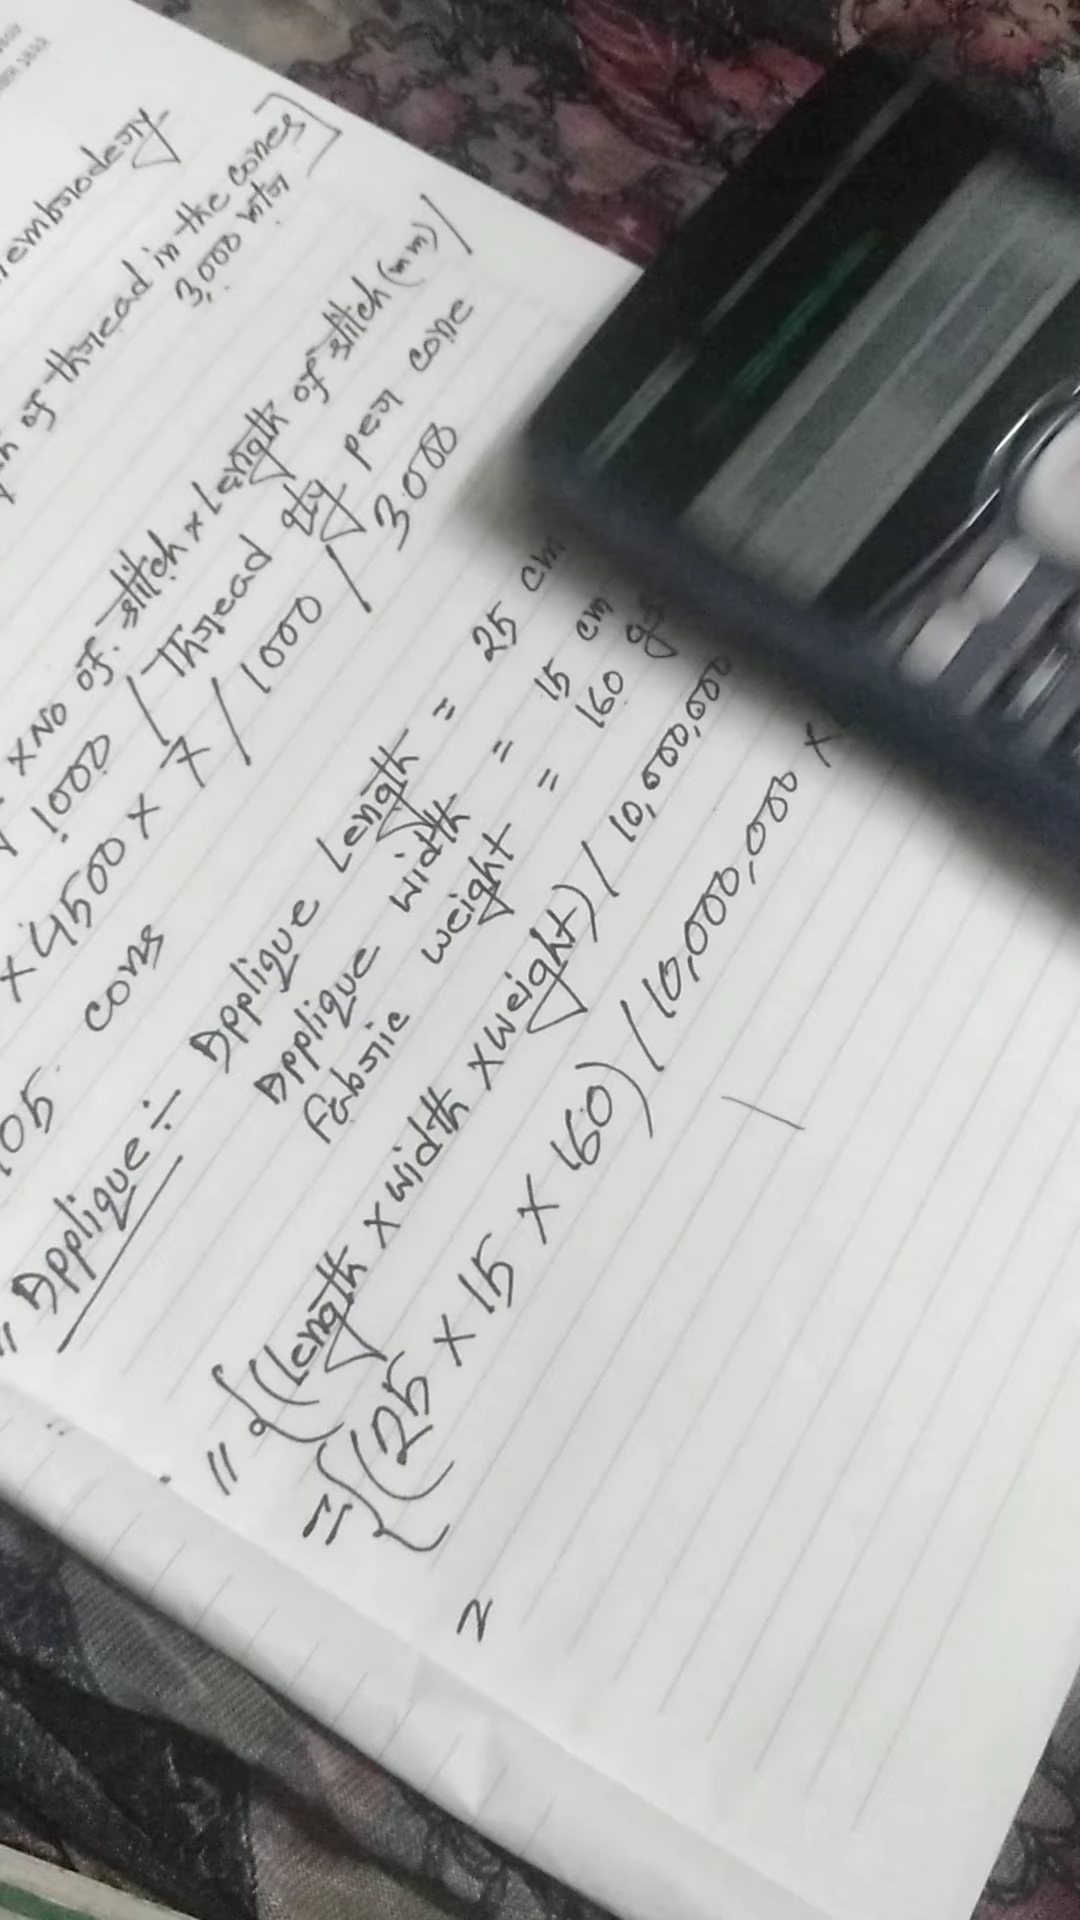 embrodery
of thread in the cones]
3,000 mtr
x No of. stitch x Length of stitch (mm) /
1000 / Thread qty per cone
x 4500 x 7 / 1000 / 3000
05 cons
" Applique ÷ Applique Length = 25 cm
Applique width = 15 cm
Fabric weight = 160
" {(Length x width x weight) / 10,000,000
= {(25 x 15 x 160) / 10,000,000 x